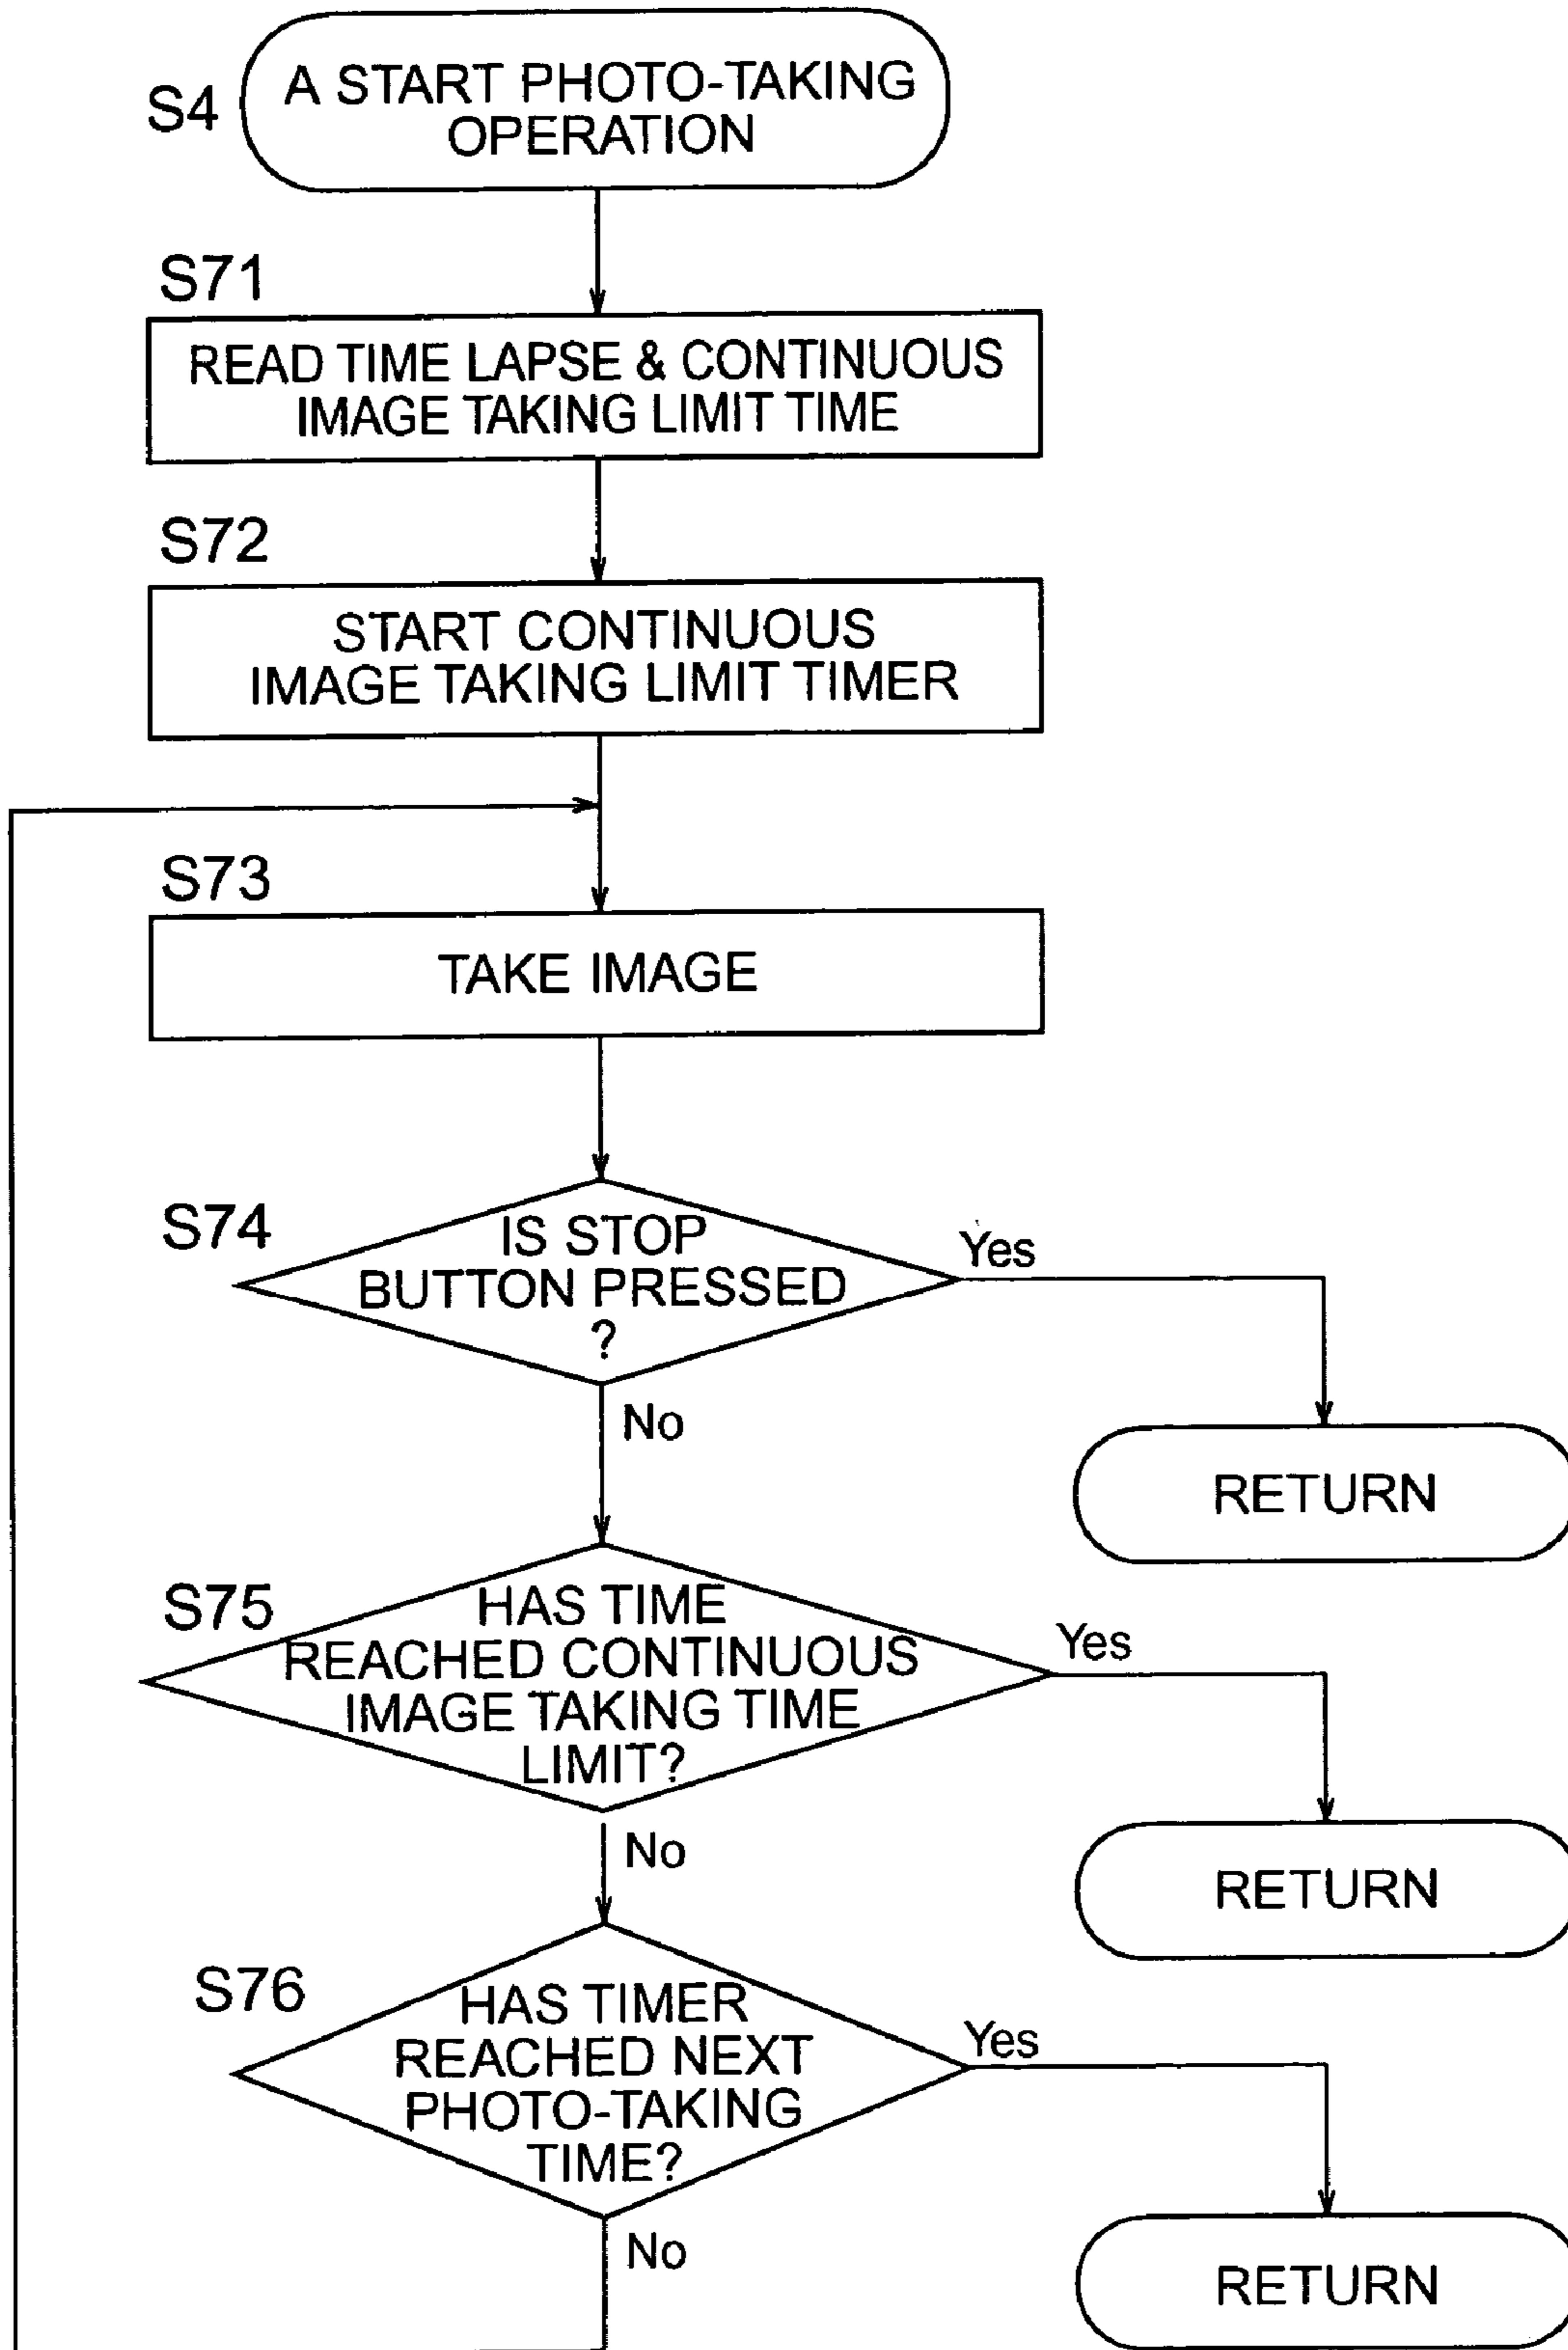 S4
A START PHOTO-TAKING
OPERATION
S71
READ TIME LAPSE & CONTINUOUS
IMAGE TAKING LIMIT TIME
S72
START CONTINUOUS
IMAGE TAKING LIMIT TIMER
S73
TAKE IMAGE
S74
IS STOP
BUTTON PRESSED
?
Yes
No
RETURN
S75
HAS TIME
REACHED CONTINUOUS
IMAGE TAKING TIME
LIMIT?
Yes
No
RETURN
S76
HAS TIMER
REACHED NEXT
PHOTO-TAKING
TIME?
Yes
No
RETURN